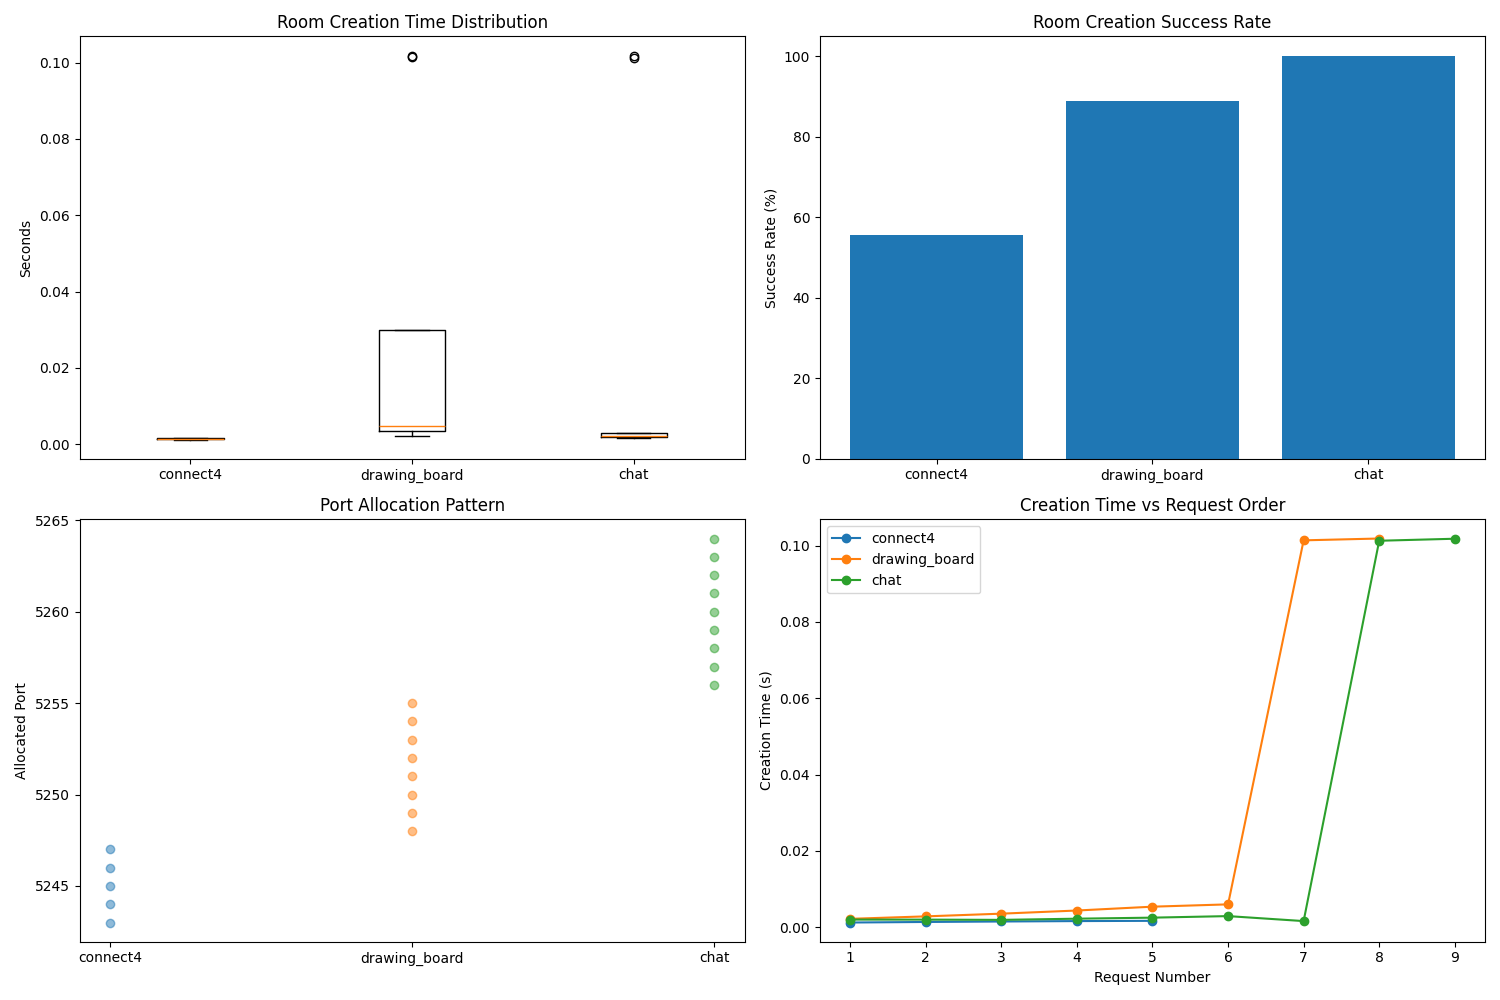 Room Creation Time Distribution
Seconds
0.10
0.08
0.06
0.04
0.02
0.00
connect4 drawing_board chat
Room Creation Success Rate
Success Rate (%)
100
80
60
40
20
0
connect4 drawing_board chat
Port Allocation Pattern
Allocated Port
5265
5260
5255
5250
5245
connect4 drawing_board chat
Creation Time vs Request Order
connect4
drawing_board
chat
Creation Time (s)
0.10
0.08
0.06
0.04
0.02
0.00
1 2 3 4 5 6 7 8 9
Request Number